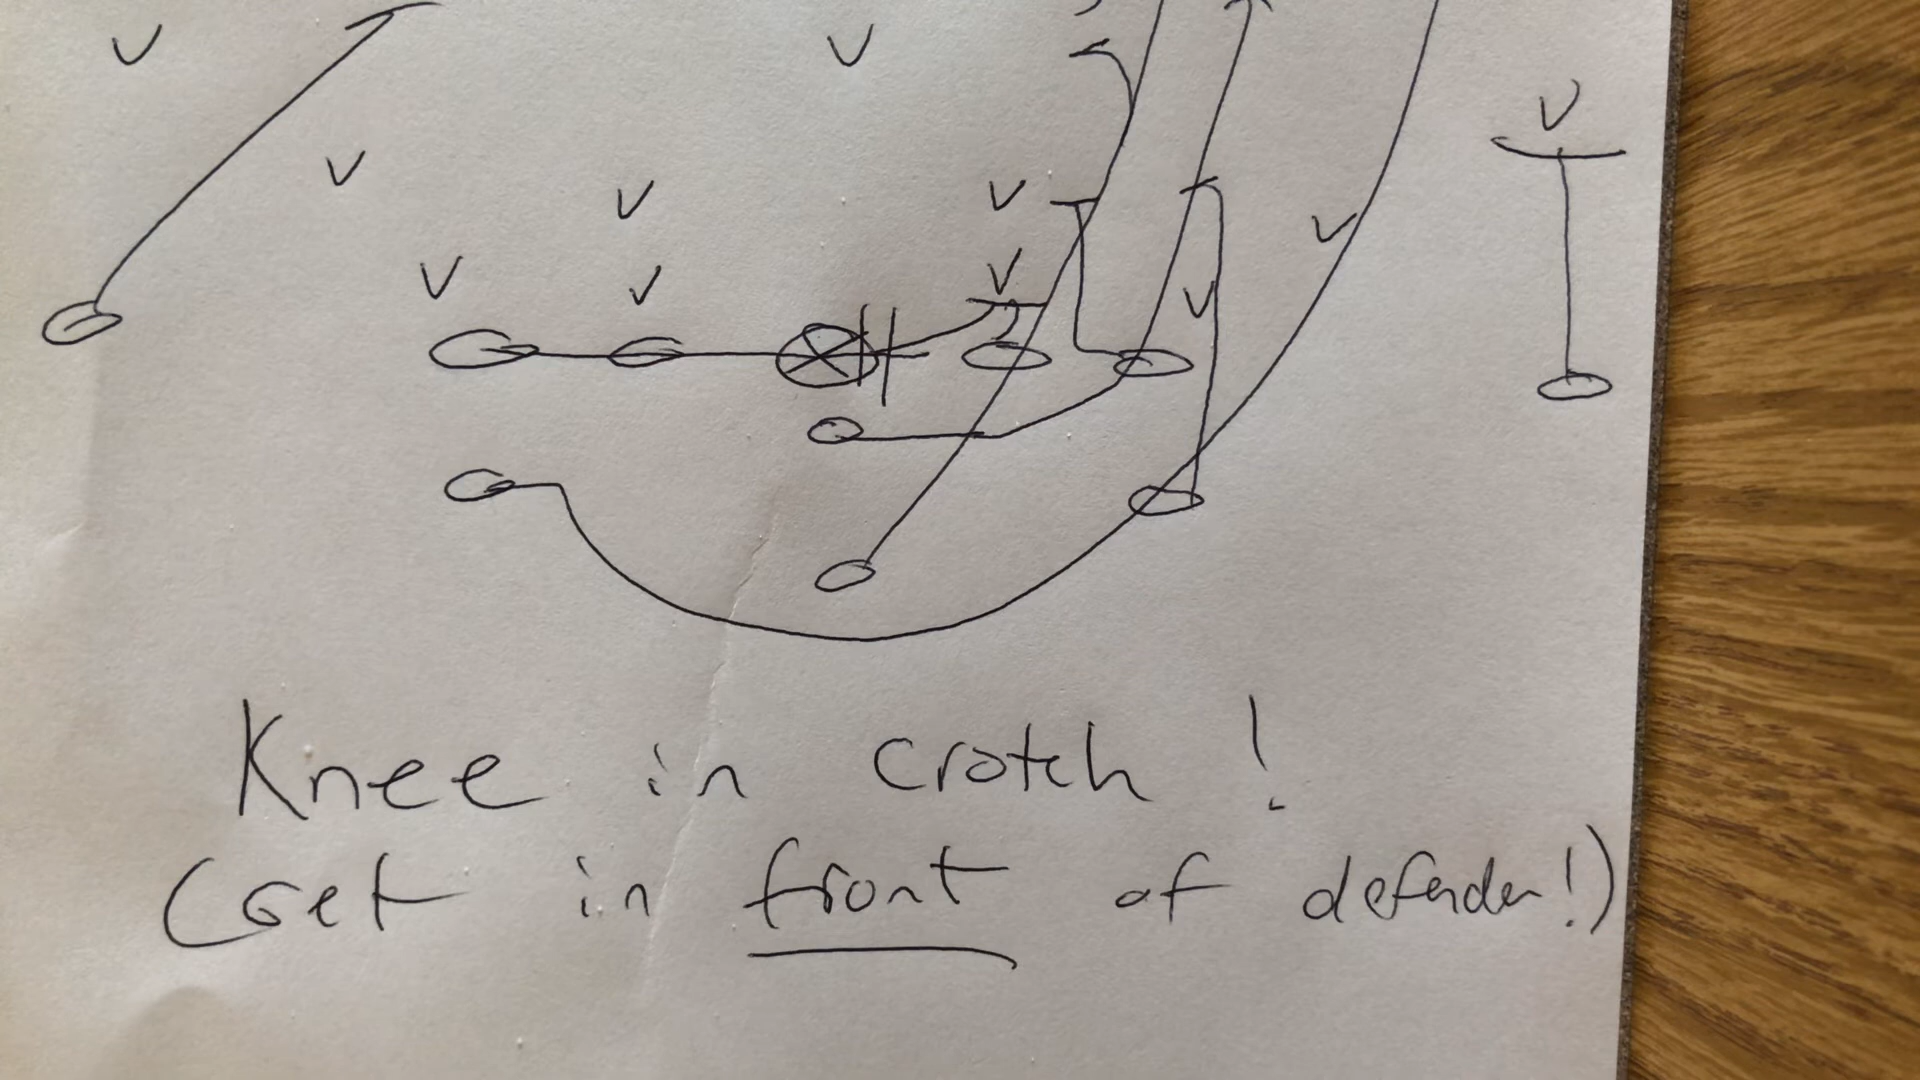 V V
V
V
V V V
V
V V V V
Knee in crotch !
(Get in front of defender!)